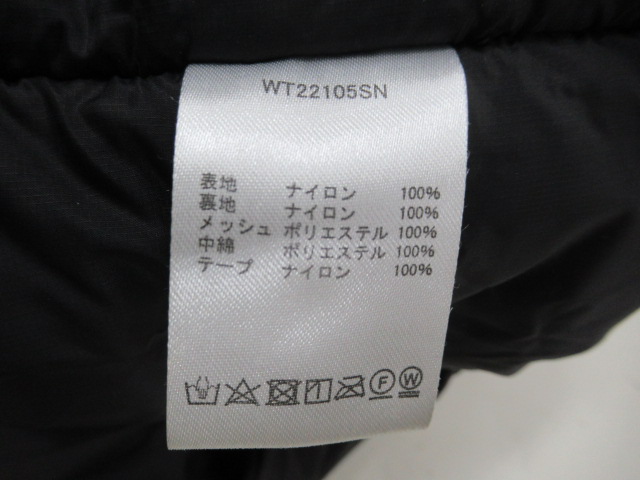 WT22105SN
表地 ナイロン 100%
裏地 ナイロン 100%
メッシュ ポリエステル 100%
中綿 ポリエステル 100%
テープ ナイロン 100%
F W